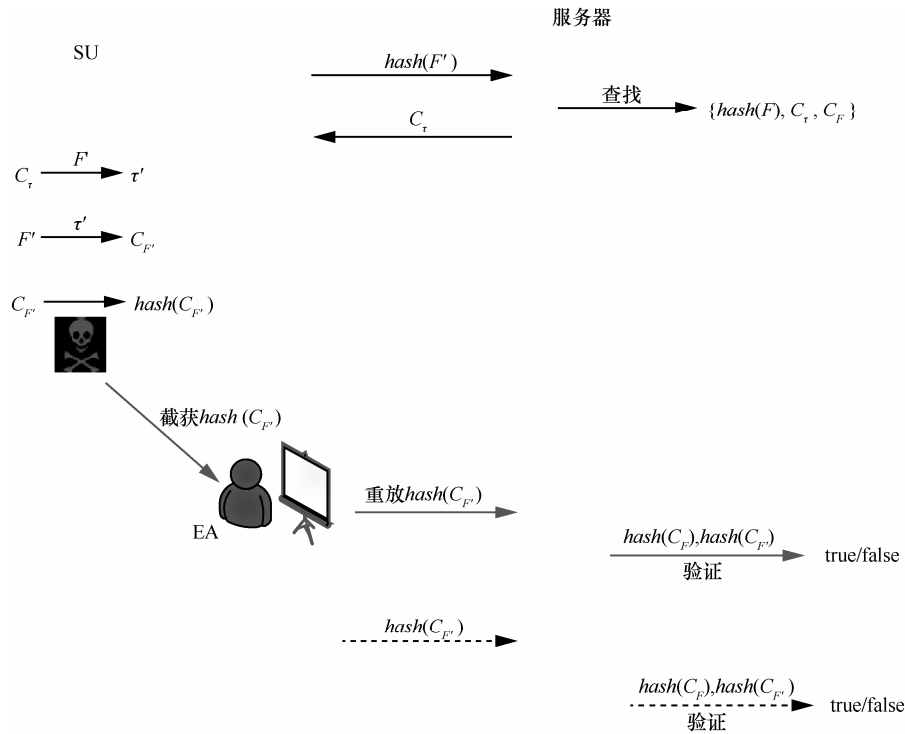 服务器
SU
hash(F′)
查找
{hash(F), Cτ, CF}
Cτ
F′
Cτ τ′
τ′
F′ CF′
CF′ hash(CF′)
截获hash (CF′)
EA
重放hash(CF′)
hash(CF),hash(CF′)
验证
true/false
hash(CF′)
hash(CF),hash(CF′)
验证
true/false